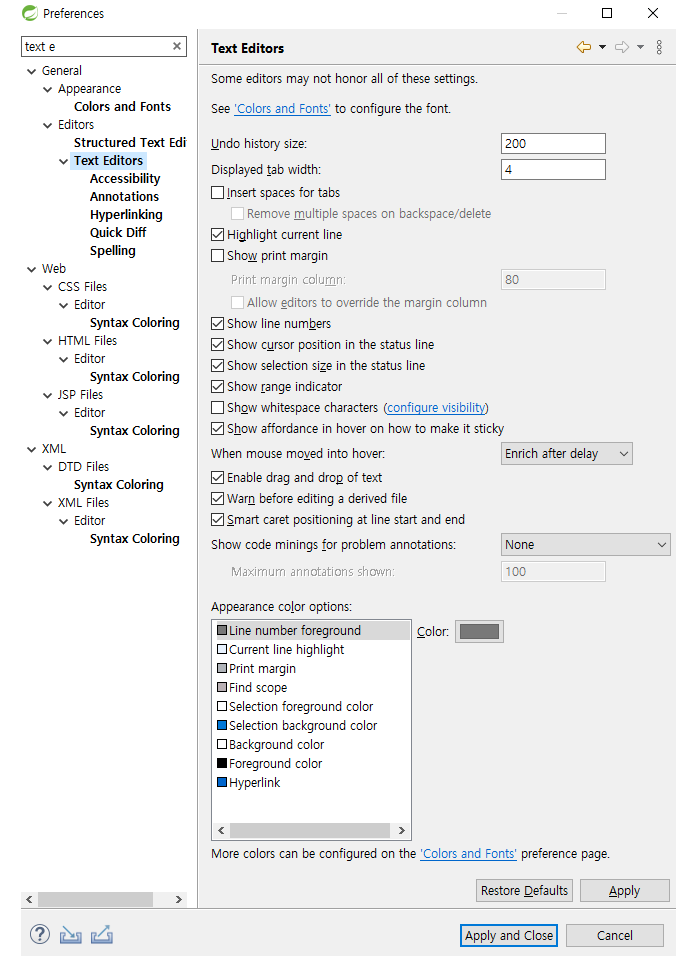 Preferences
text e
General
Appearance
Colors and Fonts
Editors
Structured Text Edi
Text Editors
Accessibility
Annotations
Hyperlinking
Quick Diff
Spelling
Web
CSS Files
Editor
Syntax Coloring
HTML Files
Editor
Syntax Coloring
JSP Files
Editor
Syntax Coloring
XML
DTD Files
Syntax Coloring
XML Files
Editor
Syntax Coloring
Text Editors
Some editors may not honor all of these settings.
See 'Colors and Fonts' to configure the font.
Undo history size: 200
Displayed tab width: 4
Insert spaces for tabs
Remove multiple spaces on backspace/delete
Highlight current line
Show print margin
Print margin column: 80
Allow editors to override the margin column
Show line numbers
Show cursor position in the status line
Show selection size in the status line
Show range indicator
Show whitespace characters (configure visibility)
Show affordance in hover on how to make it sticky
When mouse moved into hover: Enrich after delay
Enable drag and drop of text
Warn before editing a derived file
Smart caret positioning at line start and end
Show code minings for problem annotations: None
Maximum annotations shown: 100
Appearance color options:
Line number foreground Color:
Current line highlight
Print margin
Find scope
Selection foreground color
Selection background color
Background color
Foreground color
Hyperlink
More colors can be configured on the 'Colors and Fonts' preference page.
Restore Defaults Apply
Apply and Close Cancel